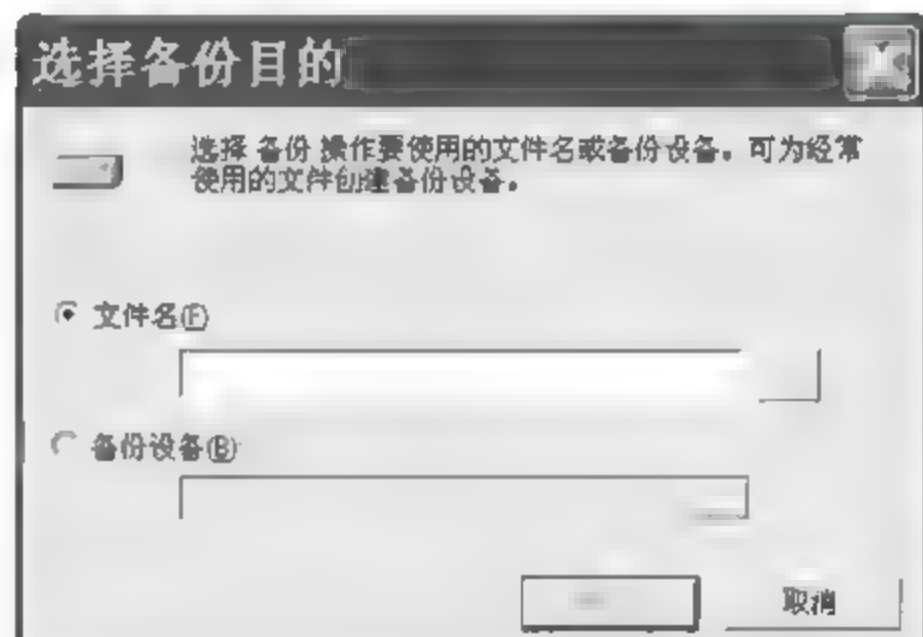 选择备份目的
选择 备份 操作要使用的文件名或备份设备。可为经常
使用的文件创建备份设备。
文件名(F)
备份设备(B)
取消